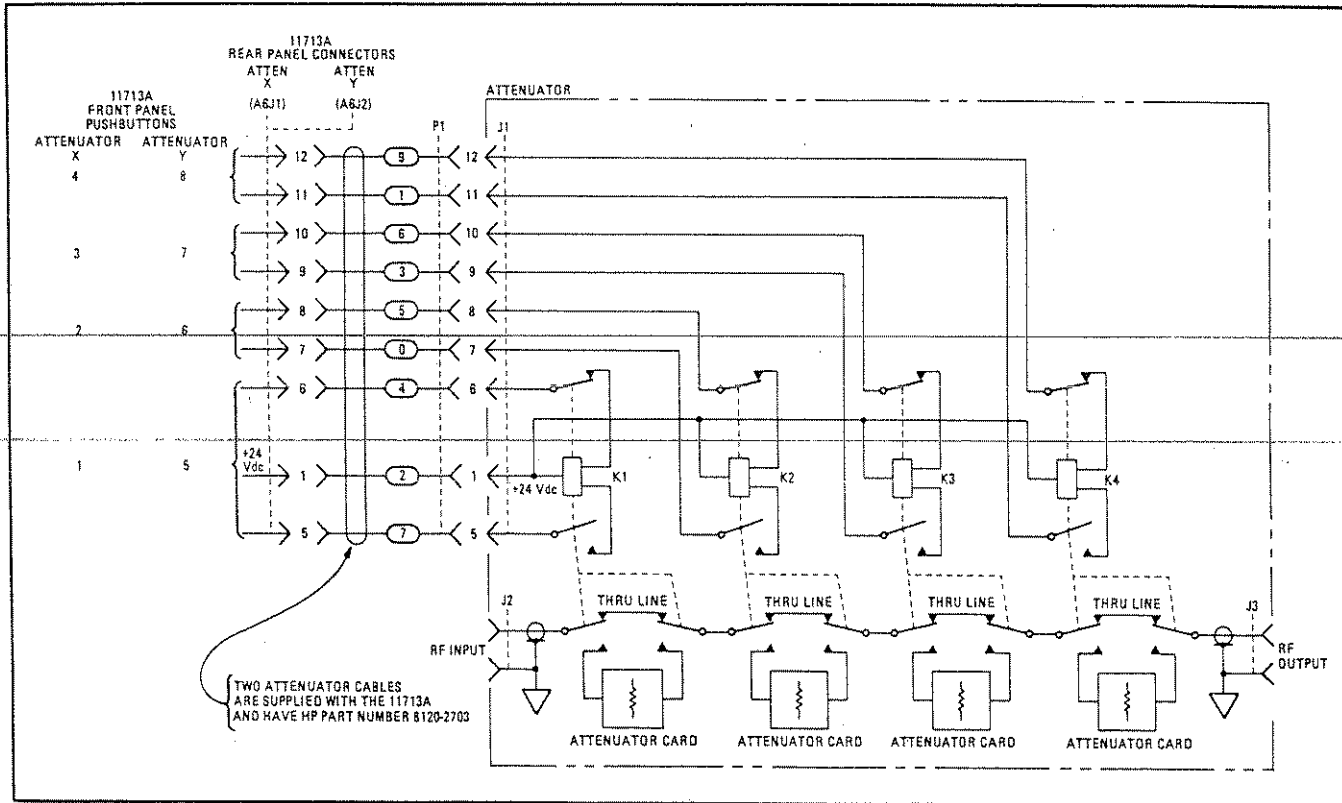 11713A
REAR PANEL CONNECTORS
ATTEN ATTEN
X Y
(A6J1) (A6J2)
11713A
FRONT PANEL
PUSHBUTTONS
ATTENUATOR ATTENUATOR
X Y
ATTENUATOR
P1 J1
4 8 12 9 12
11 1 11
3 7 10 6 10
9 3 9
2 6 8 5 8
7 0 7
6 4 6
1 5 +24
Vdc 1 2 1 +24 Vdc K1 K2 K3 K4
5 7 5
J2 THRU LINE THRU LINE THRU LINE THRU LINE J3
RF INPUT RF
OUTPUT
TWO ATTENUATOR CABLES
ARE SUPPLIED WITH THE 11713A
AND HAVE HP PART NUMBER 8120-2703
ATTENUATOR CARD ATTENUATOR CARD ATTENUATOR CARD ATTENUATOR CARD